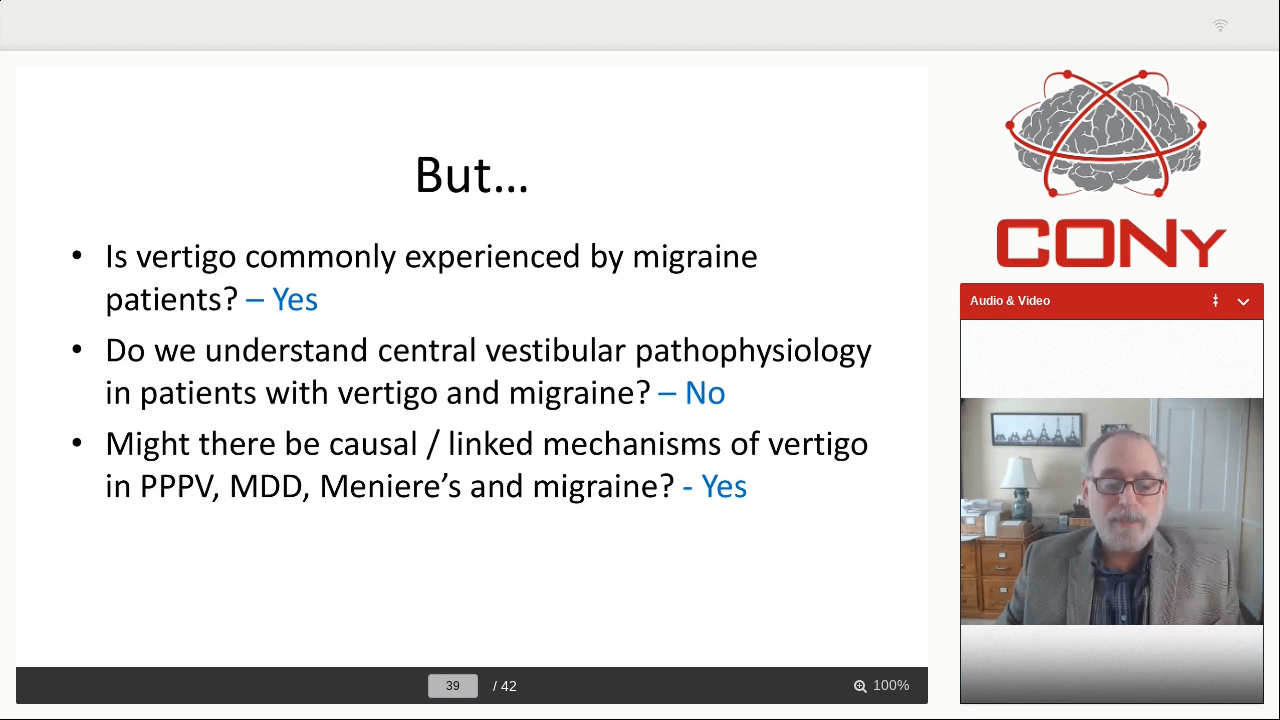 But…
• Is vertigo commonly experienced by migraine
patients? – Yes
• Do we understand central vestibular pathophysiology
in patients with vertigo and migraine? – No
• Might there be causal / linked mechanisms of vertigo
in PPPV, MDD, Meniere’s and migraine? - Yes
39 / 42
100%
CONy
Audio & Video